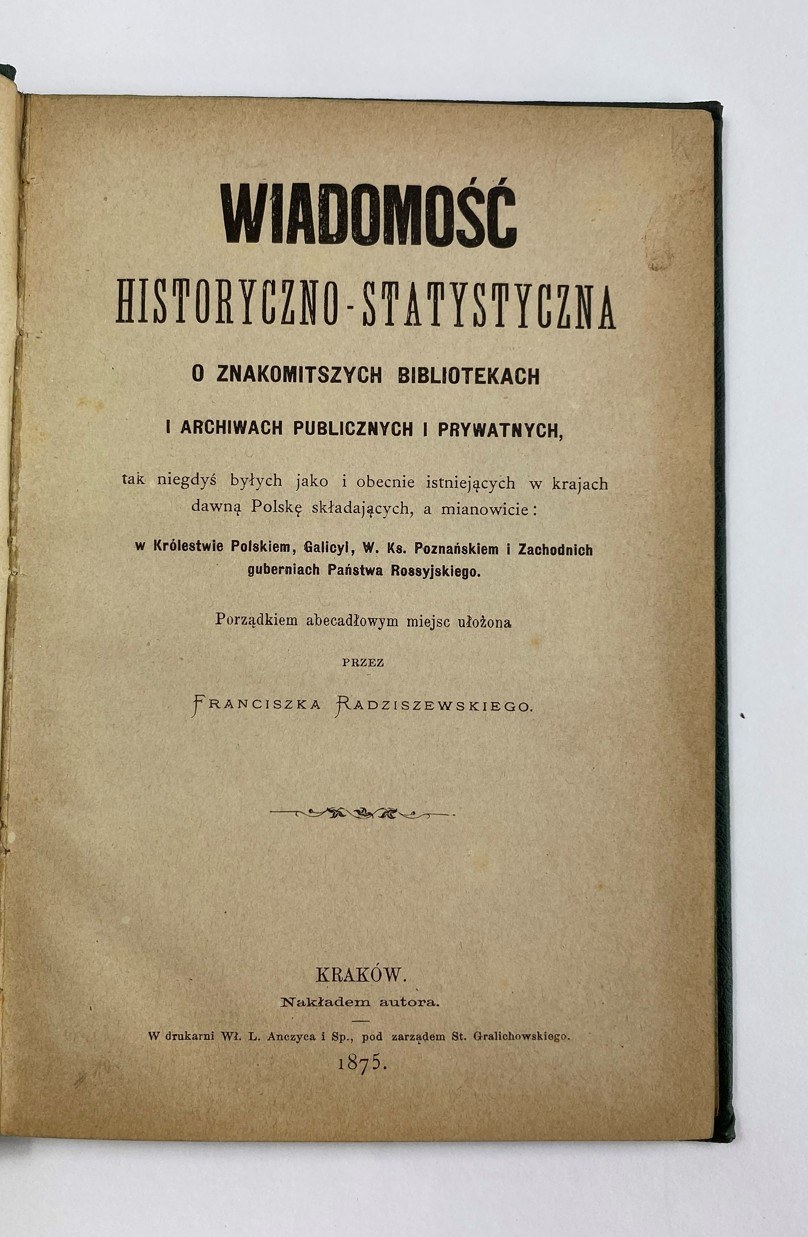 WIADOMOŚĆ
HISTORYCZNO-STATYSTYCZNA
O ZNAKOMITSZYCH BIBLIOTEKACH
I ARCHIWACH PUBLICZNYCH I PRYWATNYCH,
tak niegdyś byłych jako i obecnie istniejących w krajach
dawną Polskę składających, a mianowicie:
w Królestwie Polskiem, Galicyi, W. Ks. Poznańskiem i Zachodnich
guberniach Państwa Rossyjskiego.
Porządkiem abecadłowym miejsc ułożona
PRZEZ
FRANCISZKA RADZISZEWSKIEGO.
KRAKÓW.
Nakładem autora.
W drukarni Wł. L. Anczyca i Sp., pod zarządem St. Gralichowskiego.
1875.